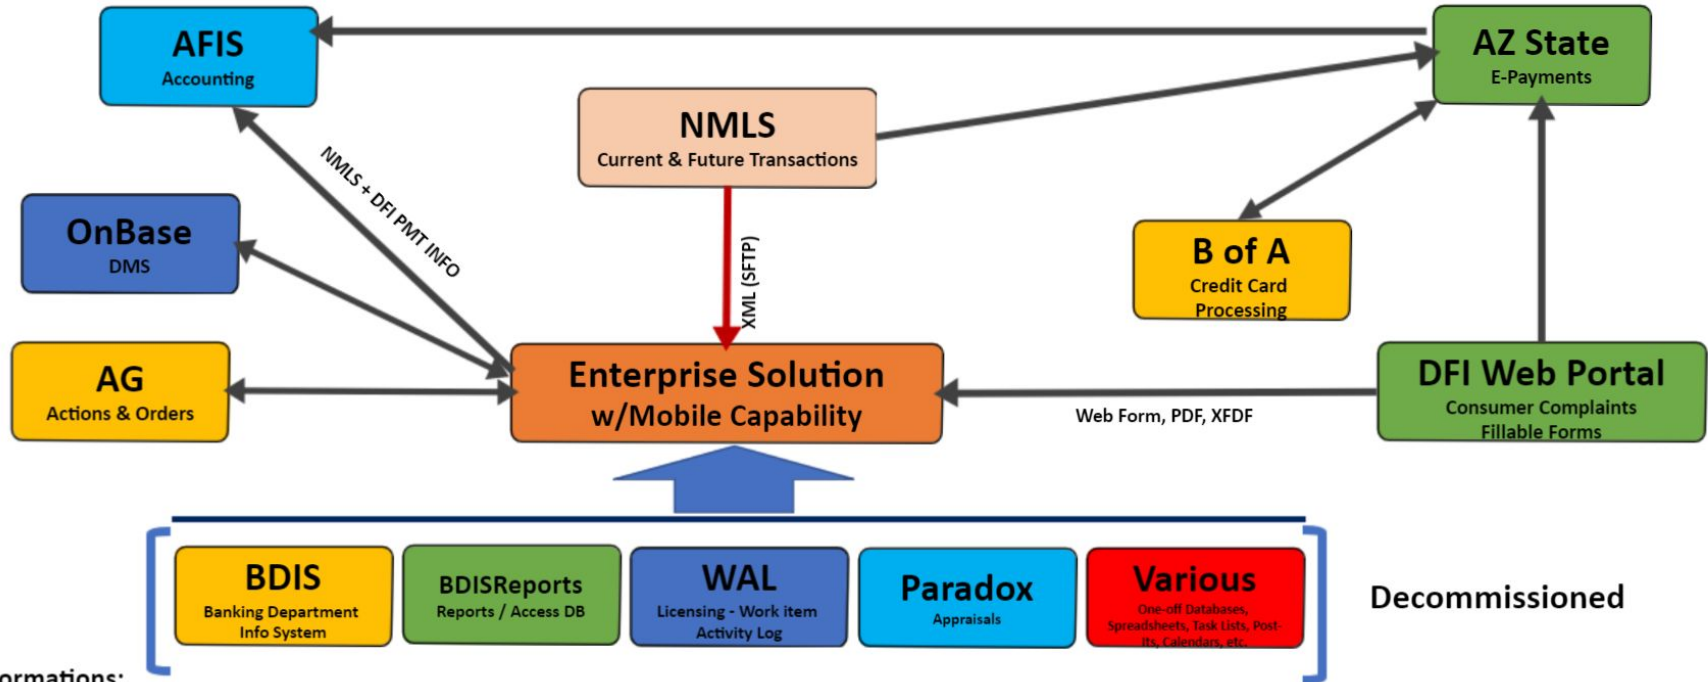 AFIS
Accounting
AZ State
E-Payments
NMLS
Current & Future Transactions
NMLS + DFI PMT INFO
OnBase
DMS
XML (SFTP)
B of A
Credit Card
Processing
AG
Actions & Orders
Enterprise Solution
w/Mobile Capability
Web Form, PDF, XFDF
DFI Web Portal
Consumer Complaints
Fillable Forms
BDIS
Banking Department
Info System
BDISReports
Reports / Access DB
WAL
Licensing - Work item
Activity Log
Paradox
Appraisals
Various
One-off Databases,
Spreadsheets, Task Lists, Post-
Its, Calendars, etc.
Decommissioned
ormations: